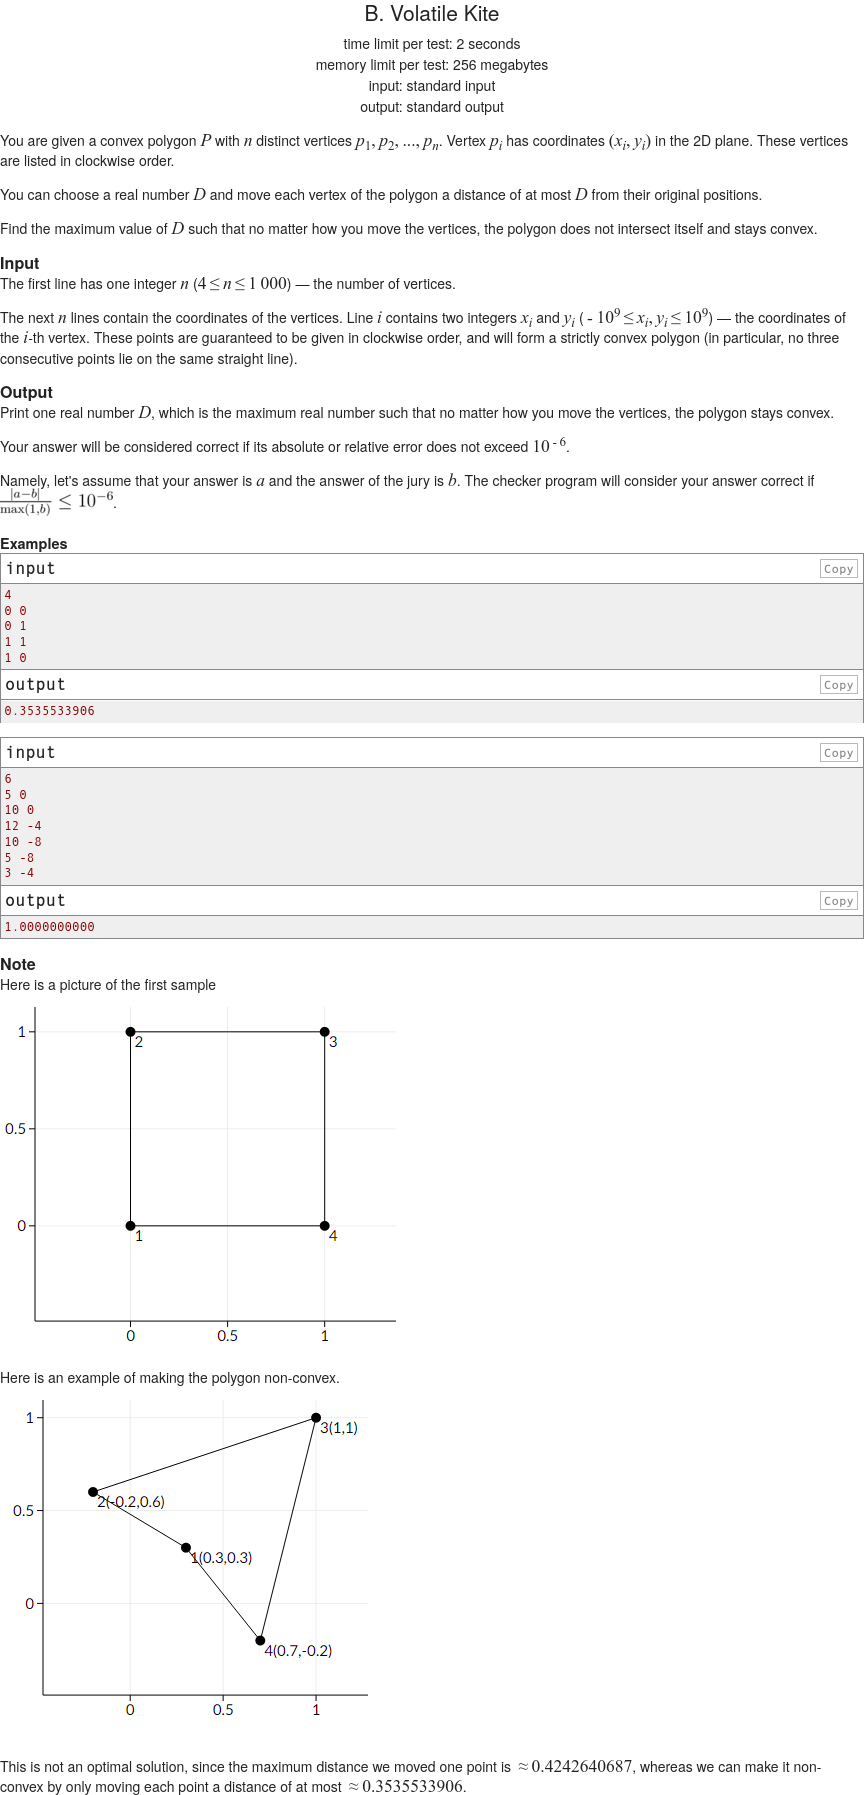 B. Volatile Kite
time limit per test: 2 seconds
memory limit per test: 256 megabytes
input: standard input
output: standard output
You are given a convex polygon P with n distinct vertices p1, p2, ..., pn. Vertex pi has coordinates (xi, yi) in the 2D plane. These vertices
are listed in clockwise order.
You can choose a real number D and move each vertex of the polygon a distance of at most D from their original positions.
Find the maximum value of D such that no matter how you move the vertices, the polygon does not intersect itself and stays convex.
Input
The first line has one integer n (4 ≤ n ≤ 1 000) — the number of vertices.
The next n lines contain the coordinates of the vertices. Line i contains two integers xi and yi ( - 10^9 ≤ xi, yi ≤ 10^9) — the coordinates of
the i-th vertex. These points are guaranteed to be given in clockwise order, and will form a strictly convex polygon (in particular, no three
consecutive points lie on the same straight line).
Output
Print one real number D, which is the maximum real number such that no matter how you move the vertices, the polygon stays convex.
Your answer will be considered correct if its absolute or relative error does not exceed 10^ - 6.
Namely, let's assume that your answer is a and the answer of the jury is b. The checker program will consider your answer correct if
|a−b|/max(1,b) ≤ 10^−6.
Examples
input Copy
4
0 0
0 1
1 1
1 0
output Copy
0.3535533906
input Copy
6
5 0
10 0
12 -4
10 -8
5 -8
3 -4
output Copy
1.0000000000
Note
Here is a picture of the first sample
1 2 3
0.5
0 1 4
0 0.5 1
Here is an example of making the polygon non-convex.
1 3(1,1)
2(-0.2,0.6)
0.5
1(0.3,0.3)
0
4(0.7,-0.2)
0 0.5 1
This is not an optimal solution, since the maximum distance we moved one point is ≈ 0.4242640687, whereas we can make it non-
convex by only moving each point a distance of at most ≈ 0.3535533906.